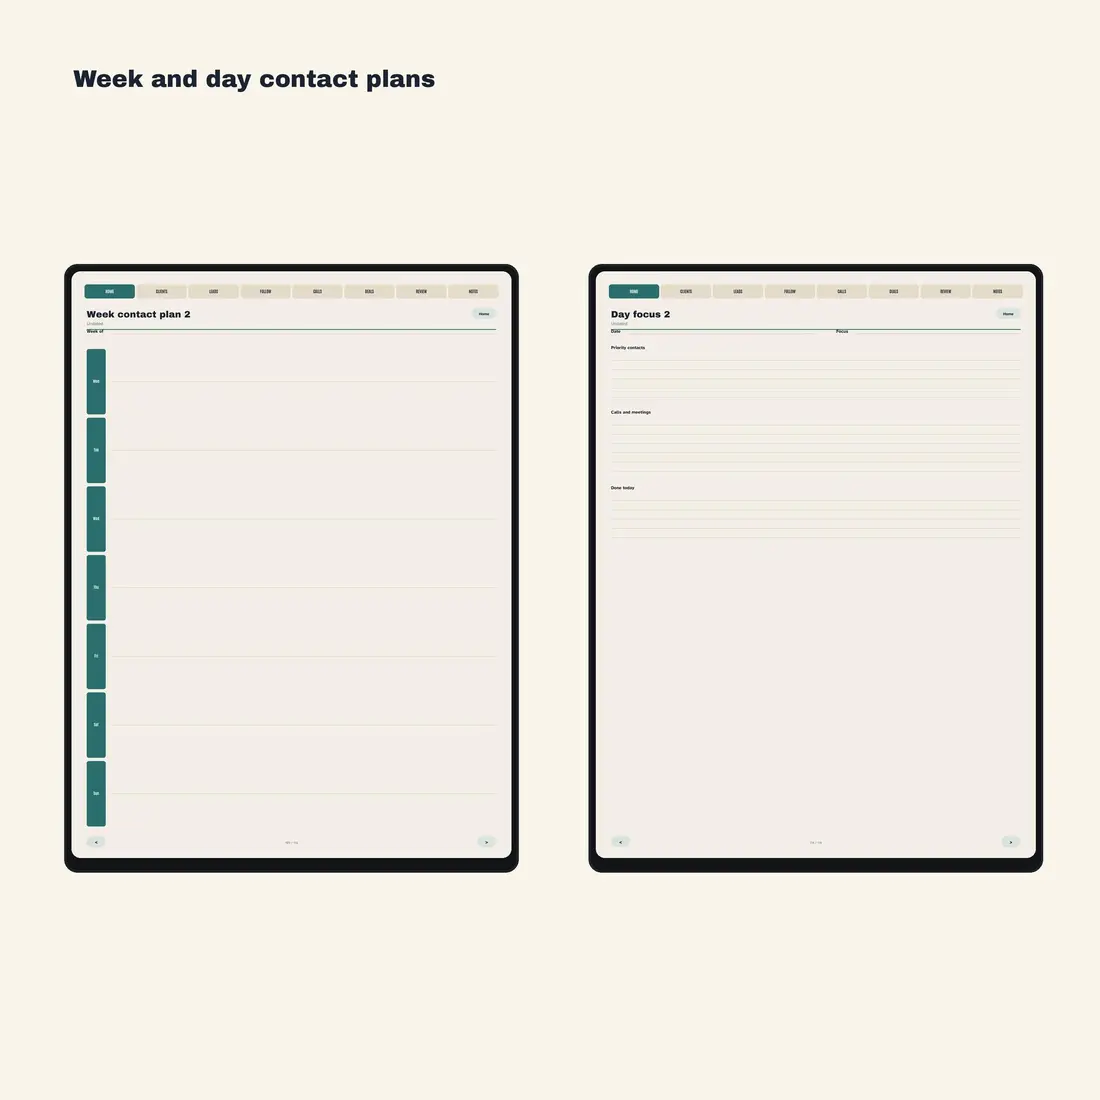 Week and day contact plans
HOME CLIENTS LEADS FOLLOW CALLS DEALS REVIEW NOTES
Week contact plan 2
Home
Undated
Week of
Mon
Tue
Wed
Thu
Fri
Sat
Sun
<
>
HOME CLIENTS LEADS FOLLOW CALLS REVIEW NOTES
Day focus 2
Home
Undated
Date
Focus
Priority contacts
Calls and meetings
Done today
<
>